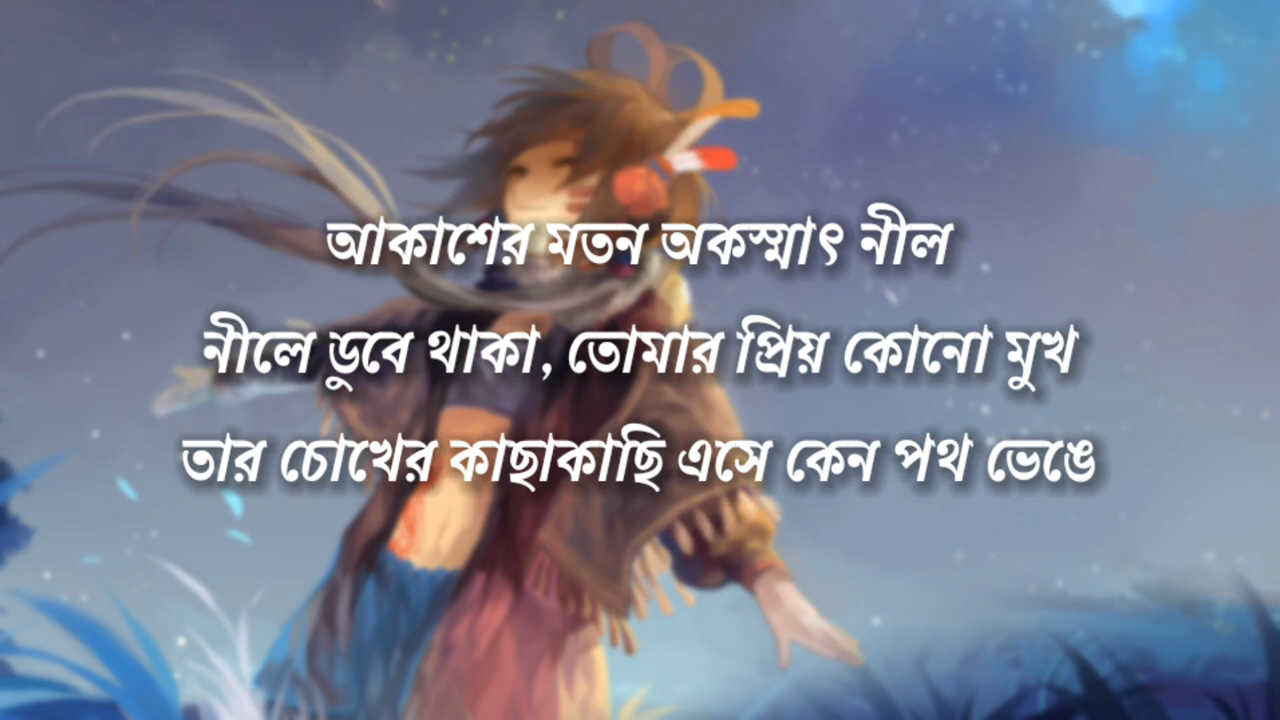 আকাশের মতন অকস্মাৎ নীল
নীলে ডুবে থাকা, তোমার প্রিয় কোনো মুখ
তার চোখের কাছাকাছি এসে কেন পথ ভেঙে